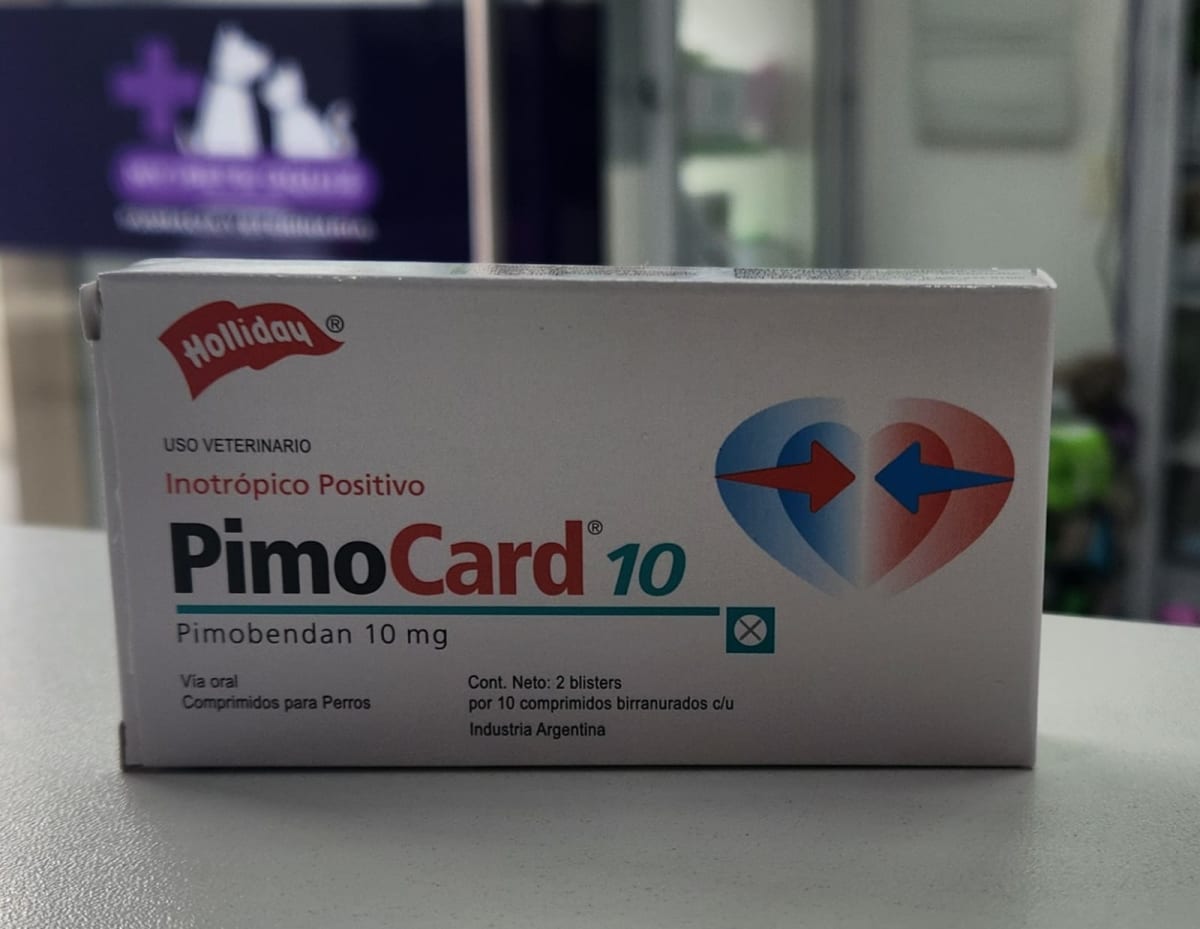 Holliday®
USO VETERINARIO
Inotrópico Positivo
PimoCard® 10
Pimobendan 10 mg
Vía oral
Comprimidos para Perros
Cont. Neto: 2 blisters
por 10 comprimidos birranurados c/u
Industria Argentina